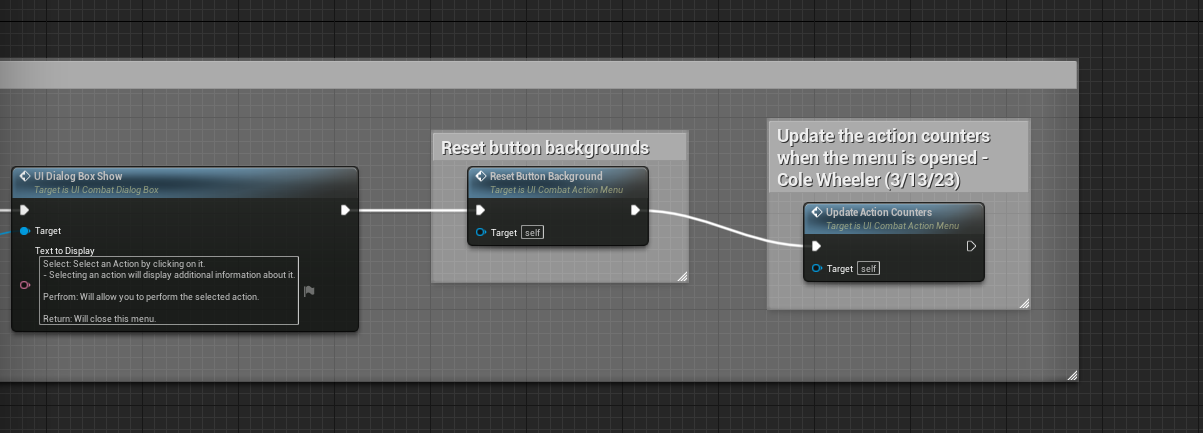 Reset button backgrounds
Update the action counters
when the menu is opened -
Cole Wheeler (3/13/23)
UI Dialog Box Show
Target is UI Combat Dialog Box
Target
Text to Display
Select: Select an Action by clicking on it.
- Selecting an action will display additional information about it.
Perfrom: Will allow you to perform the selected action.
Return: Will close this menu.
Reset Button Background
Target is UI Combat Action Menu
Target self
Update Action Counters
Target is UI Combat Action Menu
Target self